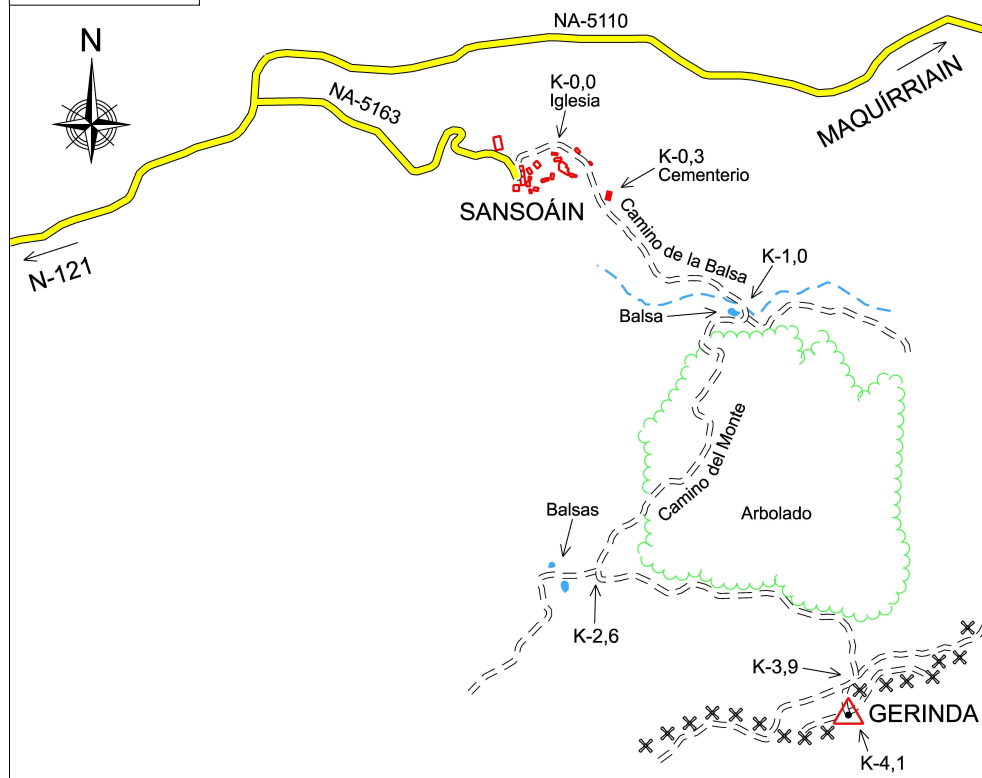 NA-5110
N
K-0,0
Iglesia
NA-5163
MAQUÍRRIAIN
K-0,3
Cementerio
SANSOÁIN
Camino de la Balsa
N-121
K-1,0
Balsa
Camino del Monte
Balsas
Arbolado
K-2,6
K-3,9
GERINDA
K-4,1